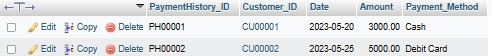 PaymentHistory_ID Customer_ID Date Amount Payment_Method
Edit Copy Delete PH00001 CU00001 2023-05-20 3000.00 Cash
Edit Copy Delete PH00002 CU00002 2023-05-25 5000.00 Debit Card